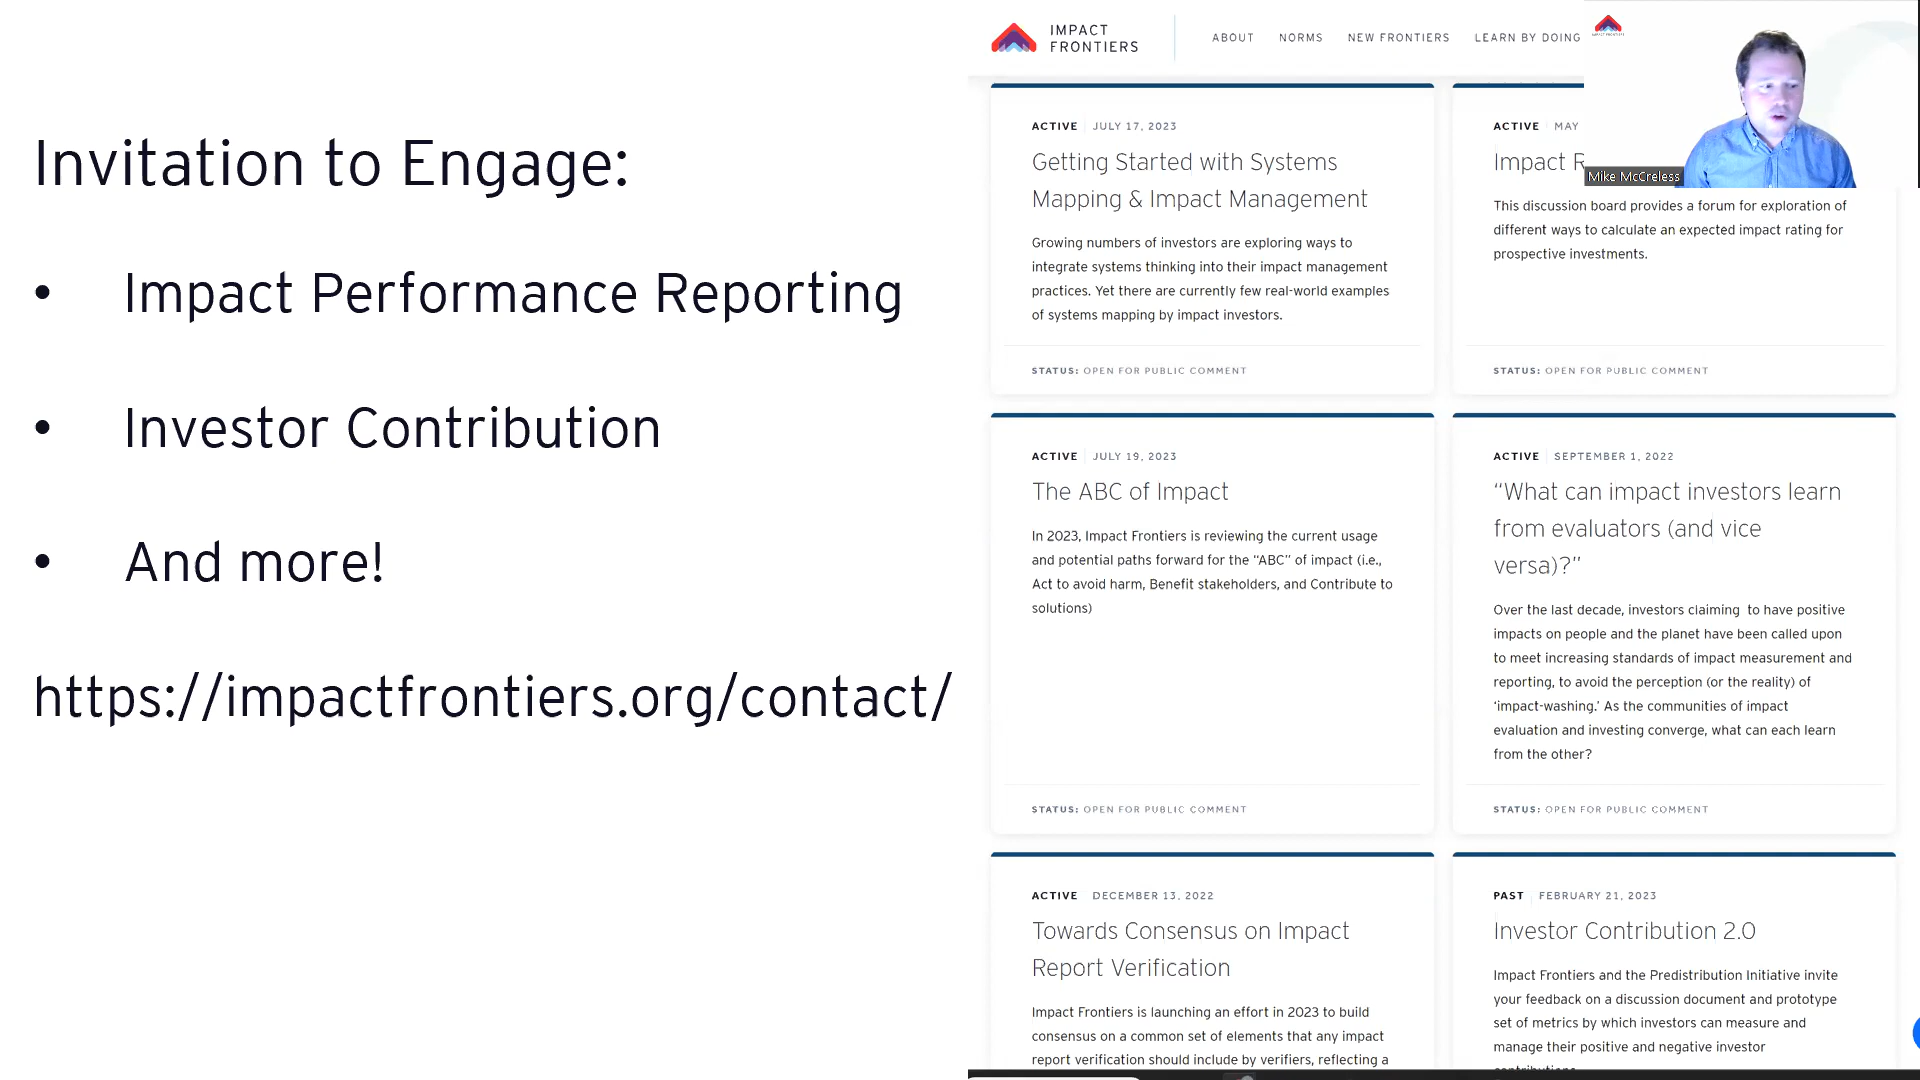 Invitation to Engage:
• Impact Performance Reporting
• Investor Contribution
• And more!
https://impactfrontiers.org/contact/
IMPACT
FRONTIERS
ABOUT NORMS NEW FRONTIERS LEARN BY DOING
Mike McCreless
ACTIVE JULY 17, 2023
Getting Started with Systems
Mapping & Impact Management
Growing numbers of investors are exploring ways to
integrate systems thinking into their impact management
practices. Yet there are currently few real-world examples
of systems mapping by impact investors.
STATUS: OPEN FOR PUBLIC COMMENT
ACTIVE MAY
Impact R
This discussion board provides a forum for exploration of
different ways to calculate an expected impact rating for
prospective investments.
STATUS: OPEN FOR PUBLIC COMMENT
ACTIVE JULY 19, 2023
The ABC of Impact
In 2023, Impact Frontiers is reviewing the current usage
and potential paths forward for the “ABC” of impact (i.e.,
Act to avoid harm, Benefit stakeholders, and Contribute to
solutions)
STATUS: OPEN FOR PUBLIC COMMENT
ACTIVE SEPTEMBER 1, 2022
“What can impact investors learn
from evaluators (and vice
versa)?”
Over the last decade, investors claiming to have positive
impacts on people and the planet have been called upon
to meet increasing standards of impact measurement and
reporting, to avoid the perception (or the reality) of
‘impact-washing.’ As the communities of impact
evaluation and investing converge, what can each learn
from the other?
STATUS: OPEN FOR PUBLIC COMMENT
ACTIVE DECEMBER 13, 2022
Towards Consensus on Impact
Report Verification
Impact Frontiers is launching an effort in 2023 to build
consensus on a common set of elements that any impact
report verification should include by verifiers, reflecting a
PAST FEBRUARY 21, 2023
Investor Contribution 2.0
Impact Frontiers and the Predistribution Initiative invite
your feedback on a discussion document and prototype
set of metrics by which investors can measure and
manage their positive and negative investor